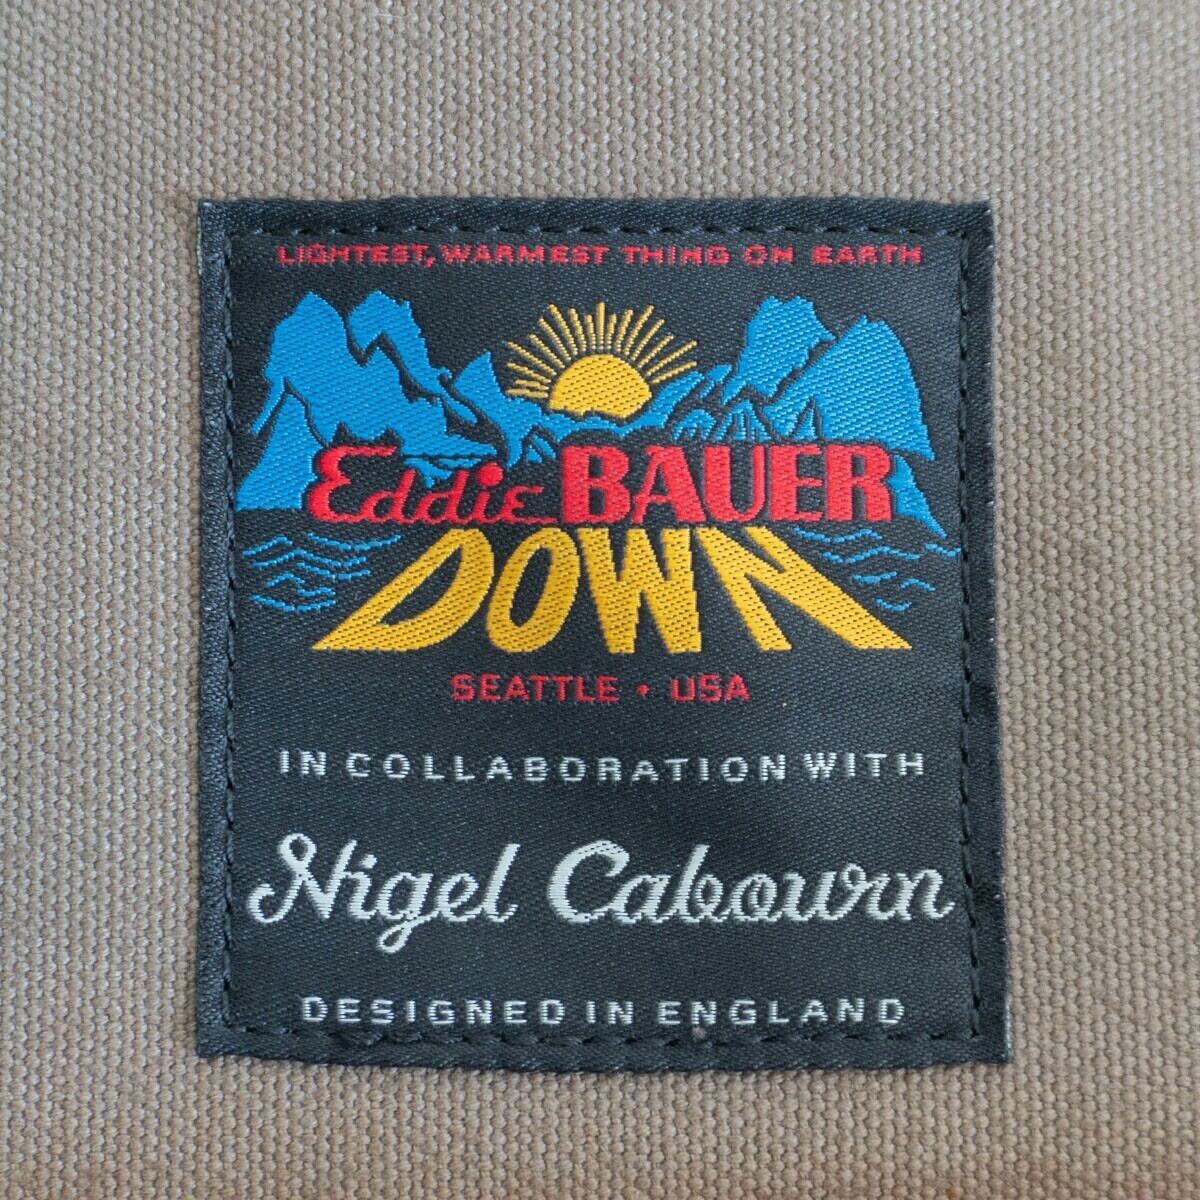 LIGHTEST, WARMEST THING ON EARTH
Eddie BAUER
DOWN
SEATTLE • USA
IN COLLABORATION WITH
Nigel Cabourn
DESIGNED IN ENGLAND